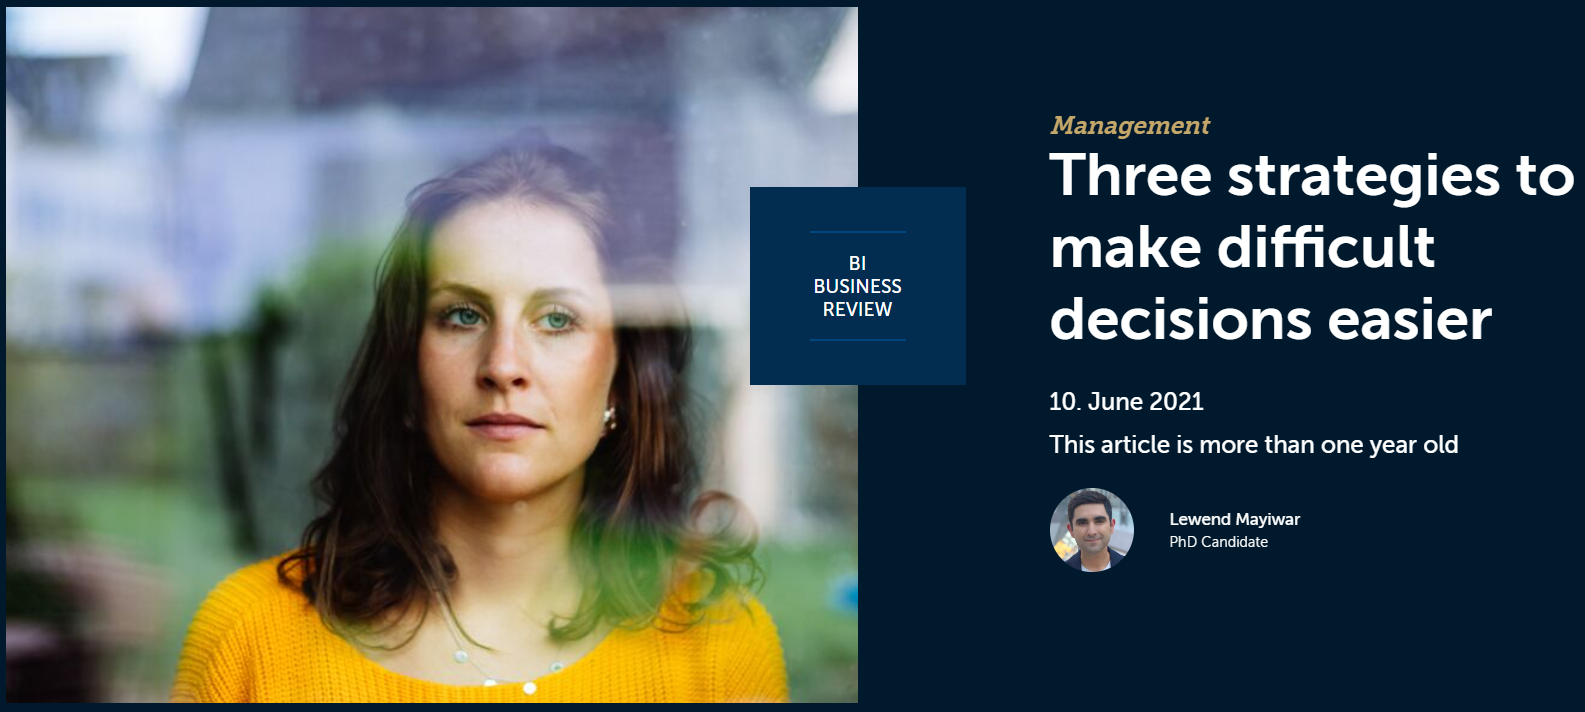 BI
BUSINESS
REVIEW
Management
Three strategies to
make difficult
decisions easier
10. June 2021
This article is more than one year old
Lewend Mayiwar
PhD Candidate